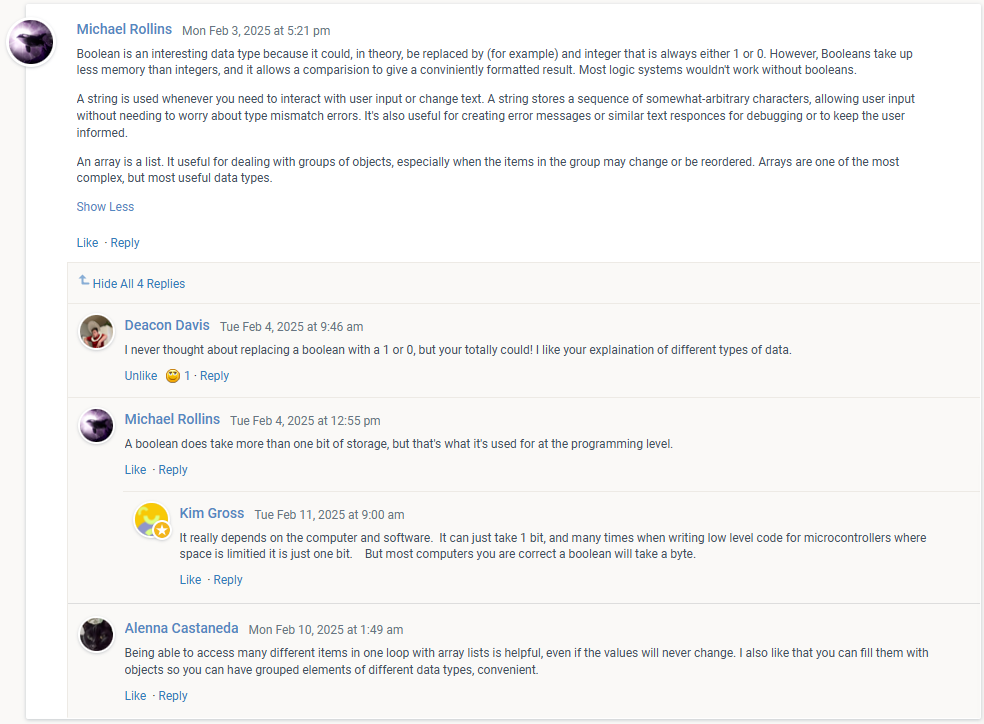 Michael Rollins Mon Feb 3, 2025 at 5:21 pm
Boolean is an interesting data type because it could, in theory, be replaced by (for example) and integer that is always either 1 or 0. However, Booleans take up
less memory than integers, and it allows a comparision to give a conviniently formatted result. Most logic systems wouldn't work without booleans.
A string is used whenever you need to interact with user input or change text. A string stores a sequence of somewhat-arbitrary characters, allowing user input
without needing to worry about type mismatch errors. It's also useful for creating error messages or similar text responces for debugging or to keep the user
informed.
An array is a list. It useful for dealing with groups of objects, especially when the items in the group may change or be reordered. Arrays are one of the most
complex, but most useful data types.
Show Less
Like · Reply
Hide All 4 Replies
Deacon Davis Tue Feb 4, 2025 at 9:46 am
I never thought about replacing a boolean with a 1 or 0, but your totally could! I like your explaination of different types of data.
Unlike 1 · Reply
Michael Rollins Tue Feb 4, 2025 at 12:55 pm
A boolean does take more than one bit of storage, but that's what it's used for at the programming level.
Like · Reply
Kim Gross Tue Feb 11, 2025 at 9:00 am
It really depends on the computer and software. It can just take 1 bit, and many times when writing low level code for microcontrollers where
space is limitied it is just one bit. But most computers you are correct a boolean will take a byte.
Like · Reply
Alenna Castaneda Mon Feb 10, 2025 at 1:49 am
Being able to access many different items in one loop with array lists is helpful, even if the values will never change. I also like that you can fill them with
objects so you can have grouped elements of different data types, convenient.
Like · Reply